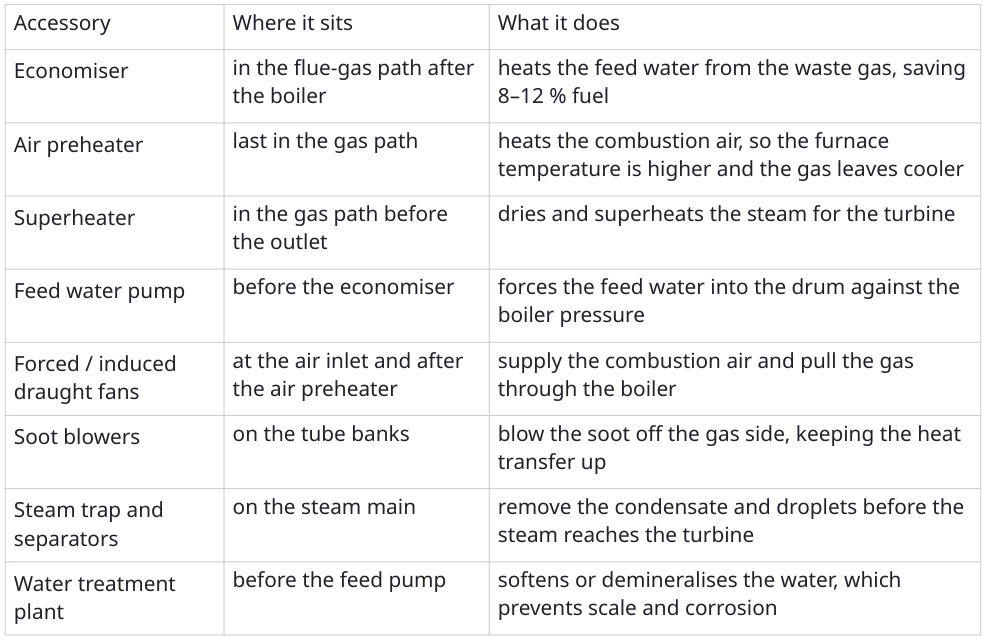 Accessory
Where it sits
What it does
Economiser
in the flue-gas path after
the boiler
heats the feed water from the waste gas, saving
8–12 % fuel
Air preheater
last in the gas path
heats the combustion air, so the furnace
temperature is higher and the gas leaves cooler
Superheater
in the gas path before
the outlet
dries and superheats the steam for the turbine
Feed water pump
before the economiser
forces the feed water into the drum against the
boiler pressure
Forced / induced
draught fans
at the air inlet and after
the air preheater
supply the combustion air and pull the gas
through the boiler
Soot blowers
on the tube banks
blow the soot off the gas side, keeping the heat
transfer up
Steam trap and
separators
on the steam main
remove the condensate and droplets before the
steam reaches the turbine
Water treatment
plant
before the feed pump
softens or demineralises the water, which
prevents scale and corrosion